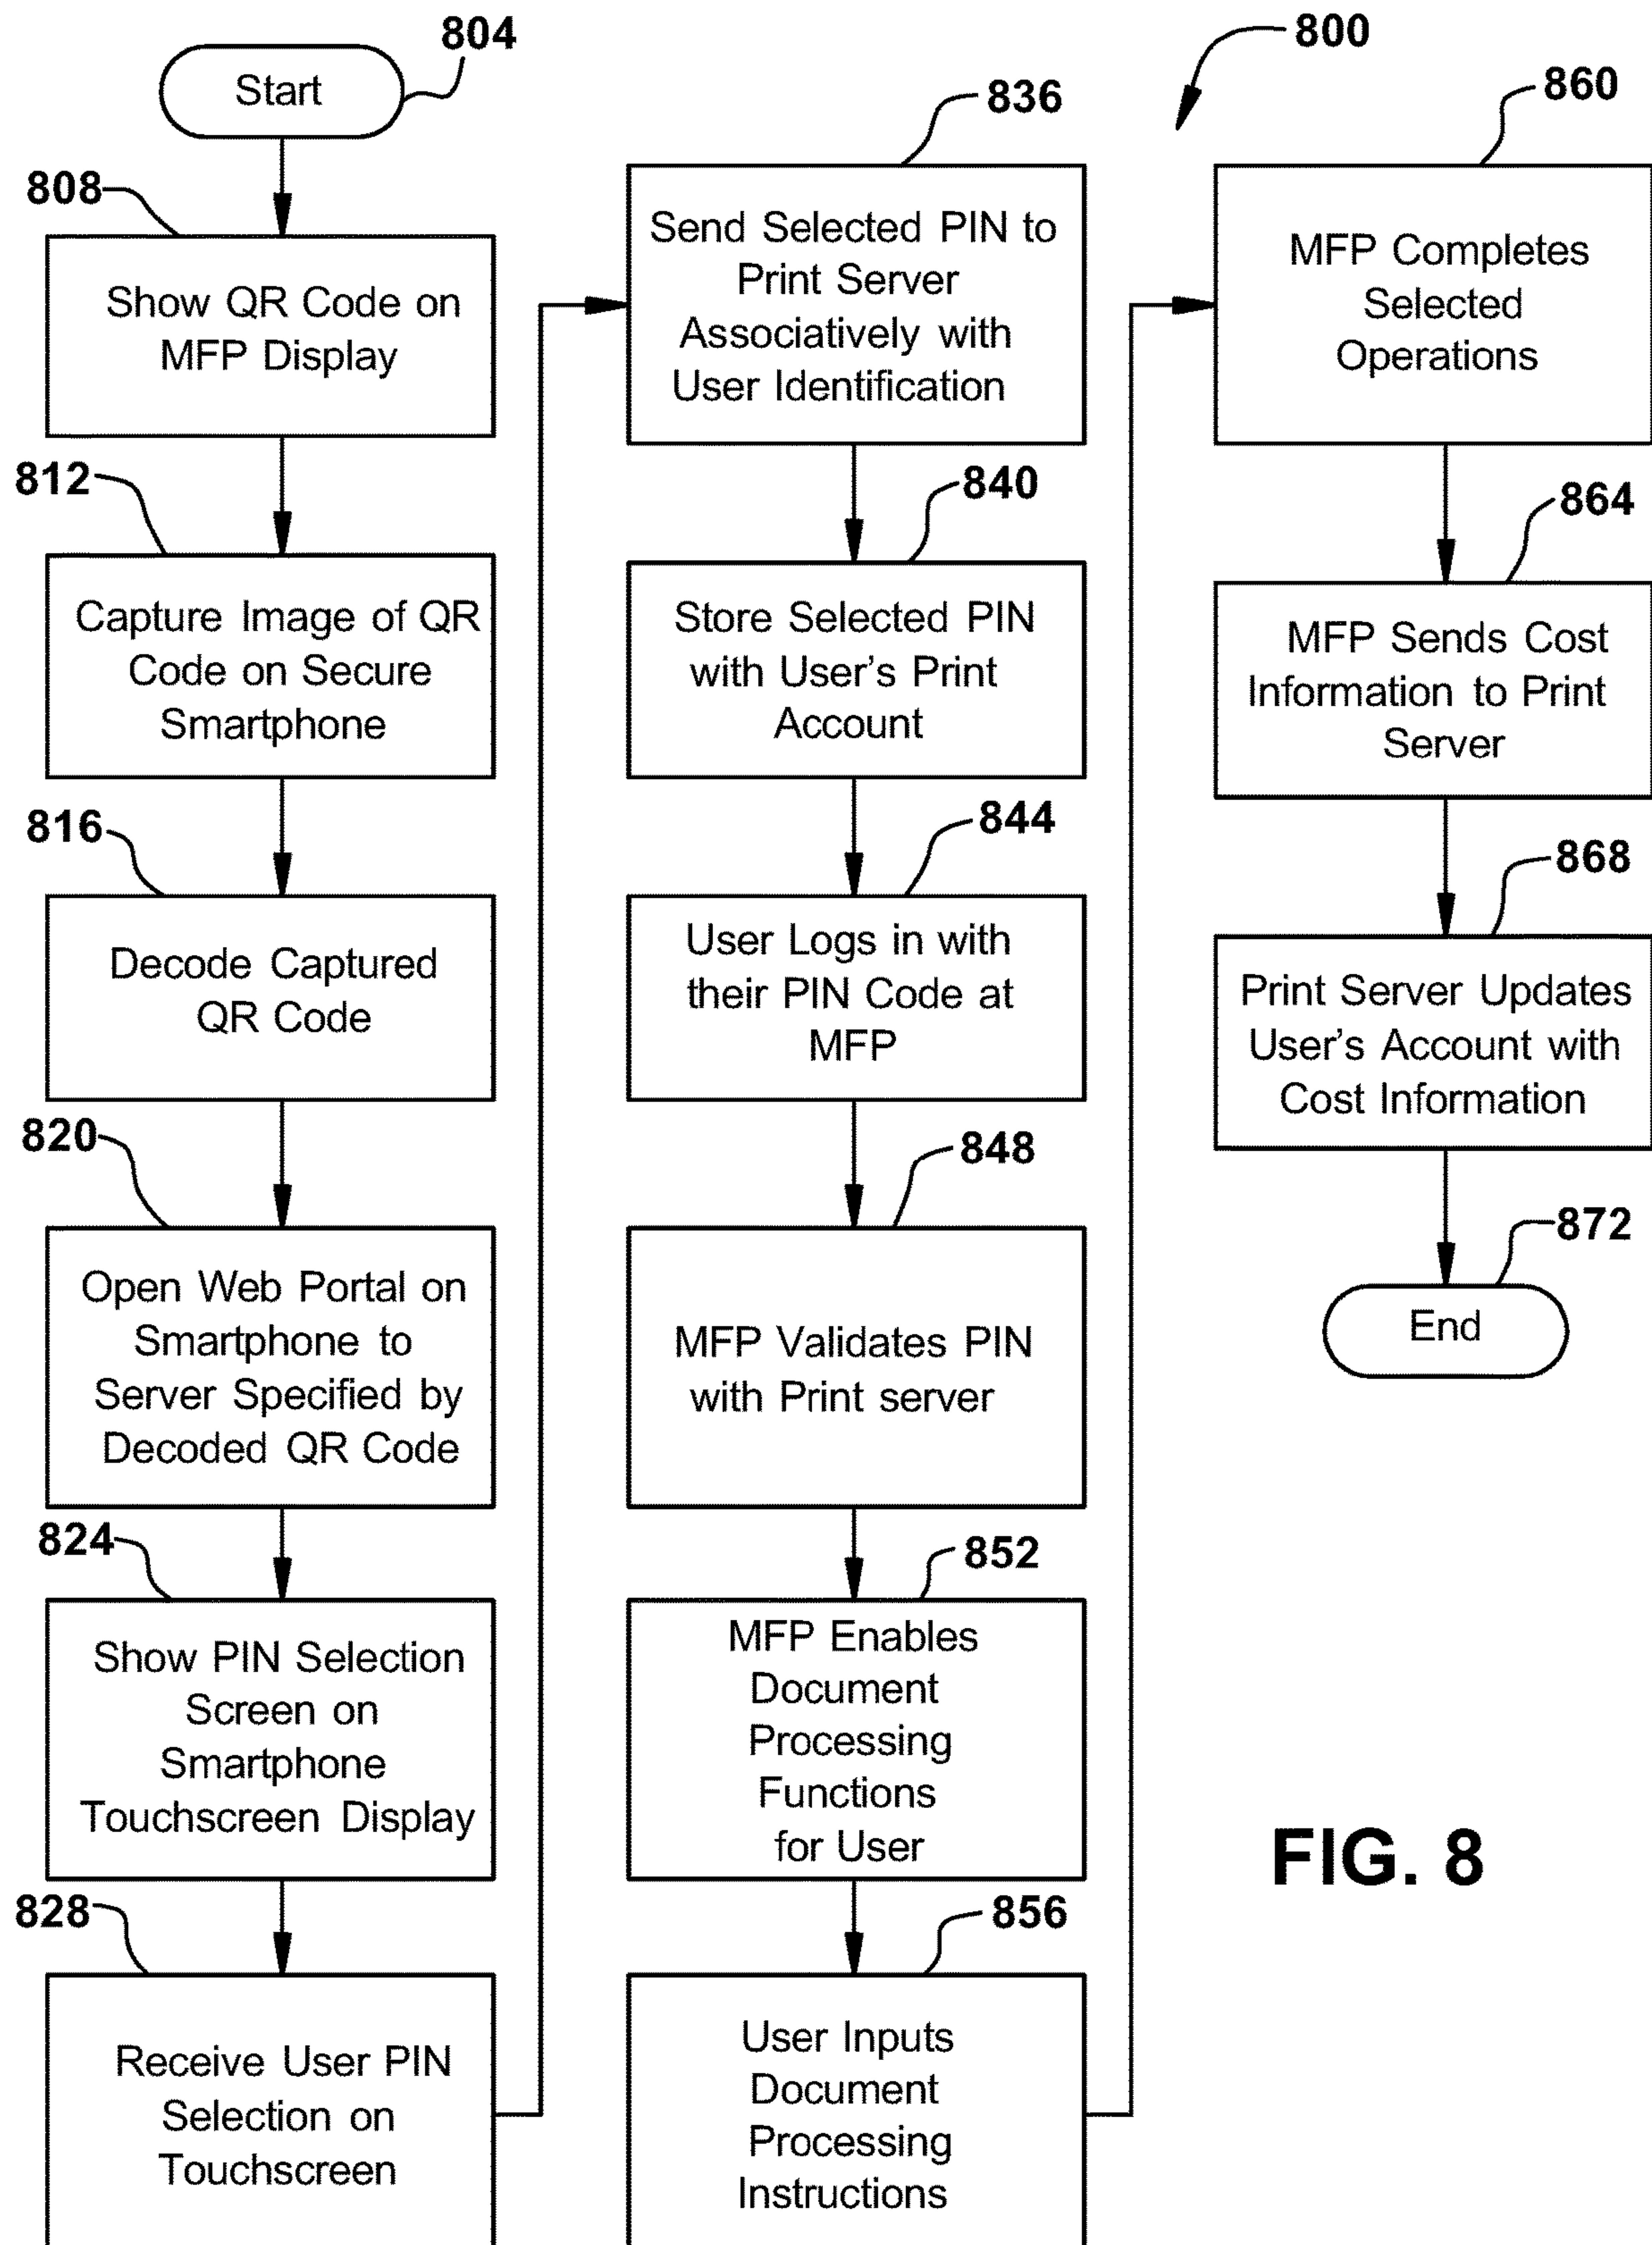 804
Start
808
Show QR Code on
MFP Display
812
Capture Image of QR
Code on Secure
Smartphone
816
Decode Captured
QR Code
820
Open Web Portal on
Smartphone to
Server Specified by
Decoded QR Code
824
Show PIN Selection
Screen on
Smartphone
Touchscreen Display
828
Receive User PIN
Selection on
Touchscreen
836
Send Selected PIN to
Print Server
Associatively with
User Identification
840
Store Selected PIN
with User's Print
Account
844
User Logs in with
their PIN Code at
MFP
848
MFP Validates PIN
with Print server
852
MFP Enables
Document
Processing
Functions
for User
856
User Inputs
Document
Processing
Instructions
800
860
MFP Completes
Selected
Operations
864
MFP Sends Cost
Information to Print
Server
868
Print Server Updates
User's Account with
Cost Information
872
End
FIG. 8